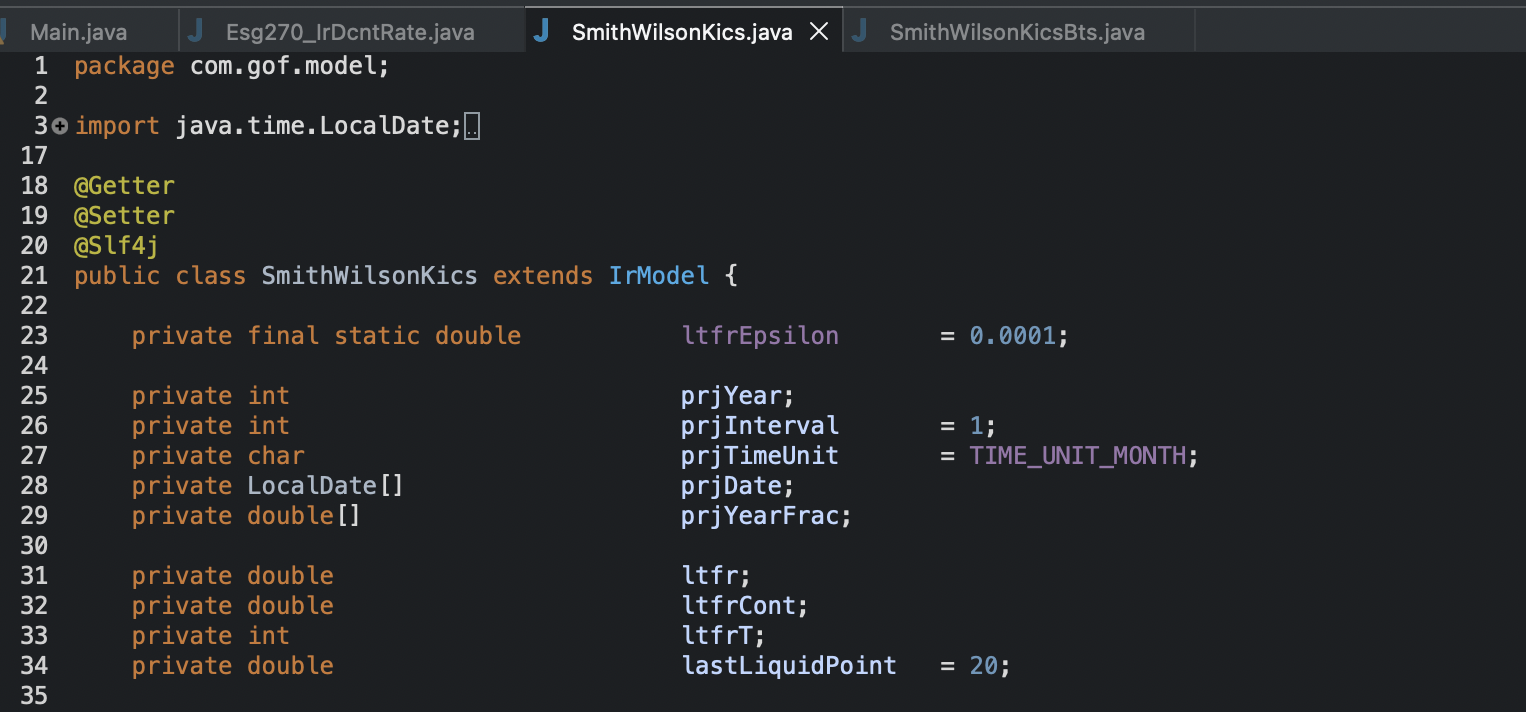 Main.java Esg270_IrDcntRate.java SmithWilsonKics.java SmithWilsonKicsBts.java
1 package com.gof.model;
2
3 import java.time.LocalDate;
17
18 @Getter
19 @Setter
20 @Slf4j
21 public class SmithWilsonKics extends IrModel {
22
23 private final static double ltfrEpsilon = 0.0001;
24
25 private int prjYear;
26 private int prjInterval = 1;
27 private char prjTimeUnit = TIME_UNIT_MONTH;
28 private LocalDate[] prjDate;
29 private double[] prjYearFrac;
30
31 private double ltfr;
32 private double ltfrCont;
33 private int ltfrT;
34 private double lastLiquidPoint = 20;
35